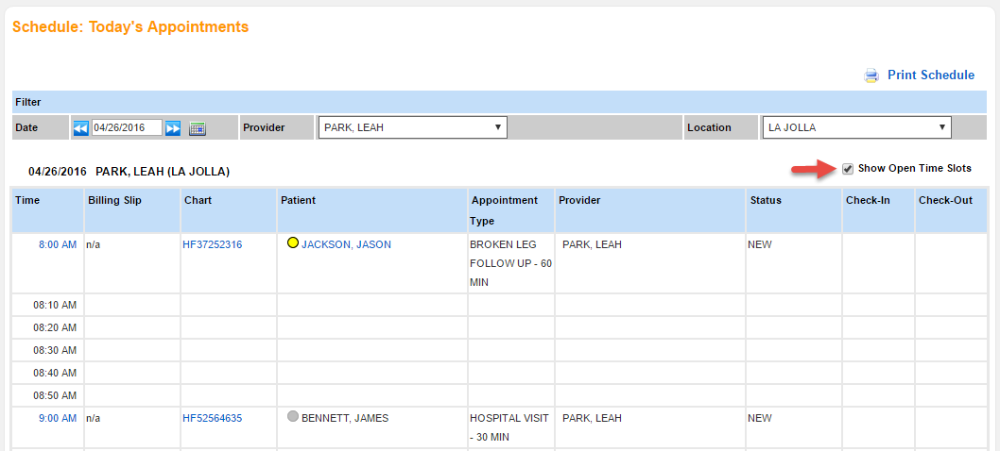 Schedule: Today's Appointments
Print Schedule
Filter
Date 04/26/2016 Provider PARK, LEAH Location LA JOLLA
04/26/2016 PARK, LEAH (LA JOLLA) Show Open Time Slots
Time Billing Slip Chart Patient Appointment Provider Status Check-In Check-Out
Type
8:00 AM n/a HF37252316 JACKSON, JASON BROKEN LEG PARK, LEAH NEW
FOLLOW UP - 60
MIN
08:10 AM
08:20 AM
08:30 AM
08:40 AM
08:50 AM
9:00 AM n/a HF52564635 BENNETT, JAMES HOSPITAL VISIT PARK, LEAH NEW
- 30 MIN